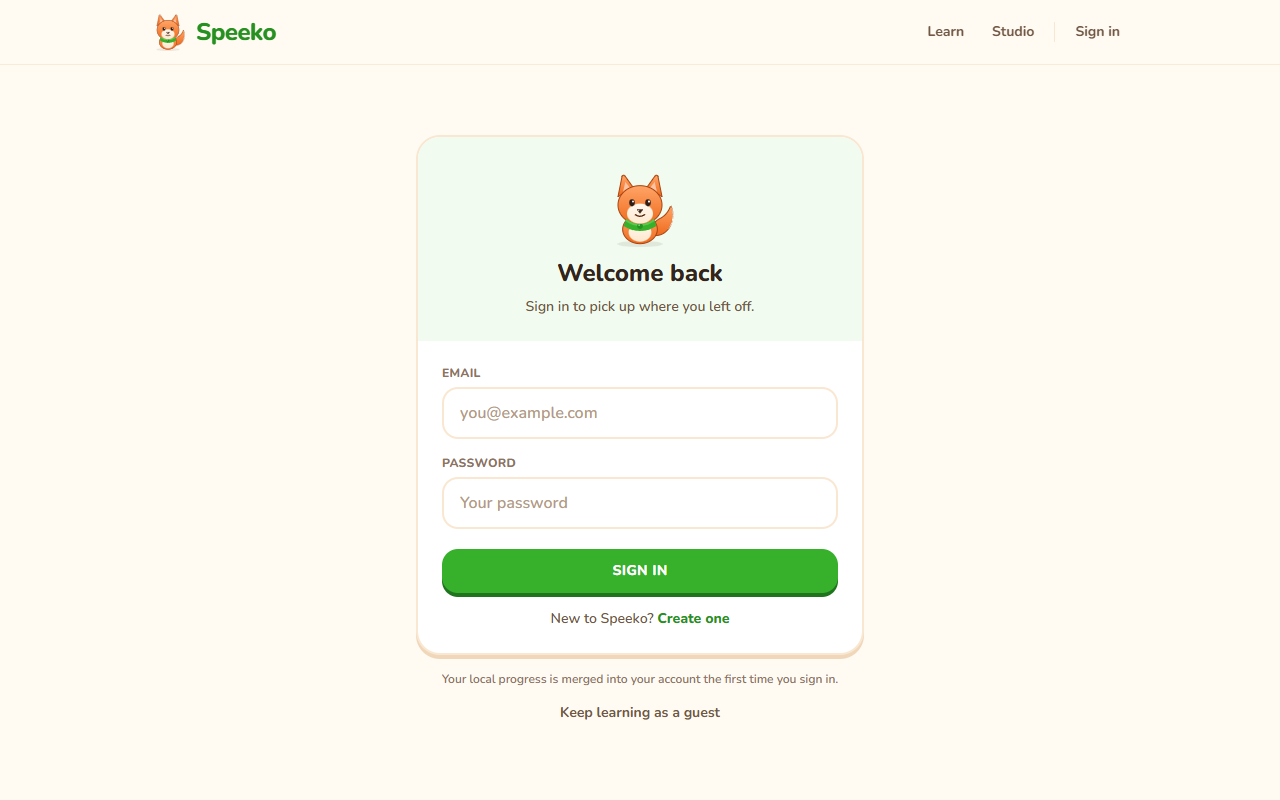 Speeko
Learn
Studio
Sign in
Welcome back
Sign in to pick up where you left off.
EMAIL
you@example.com
PASSWORD
Your password
SIGN IN
New to Speeko? Create one
Your local progress is merged into your account the first time you sign in.
Keep learning as a guest